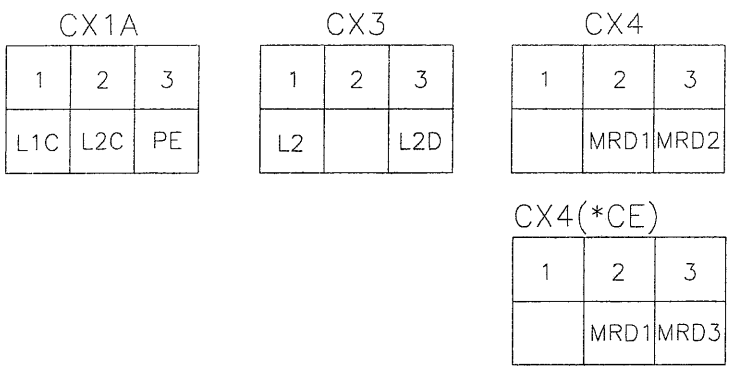 CX1A CX3 CX4
1 2 3 1 2 3 1 2 3
L1C L2C PE L2 L2D MRD1 MRD2
CX4(*CE)
1 2 3
MRD1 MRD3